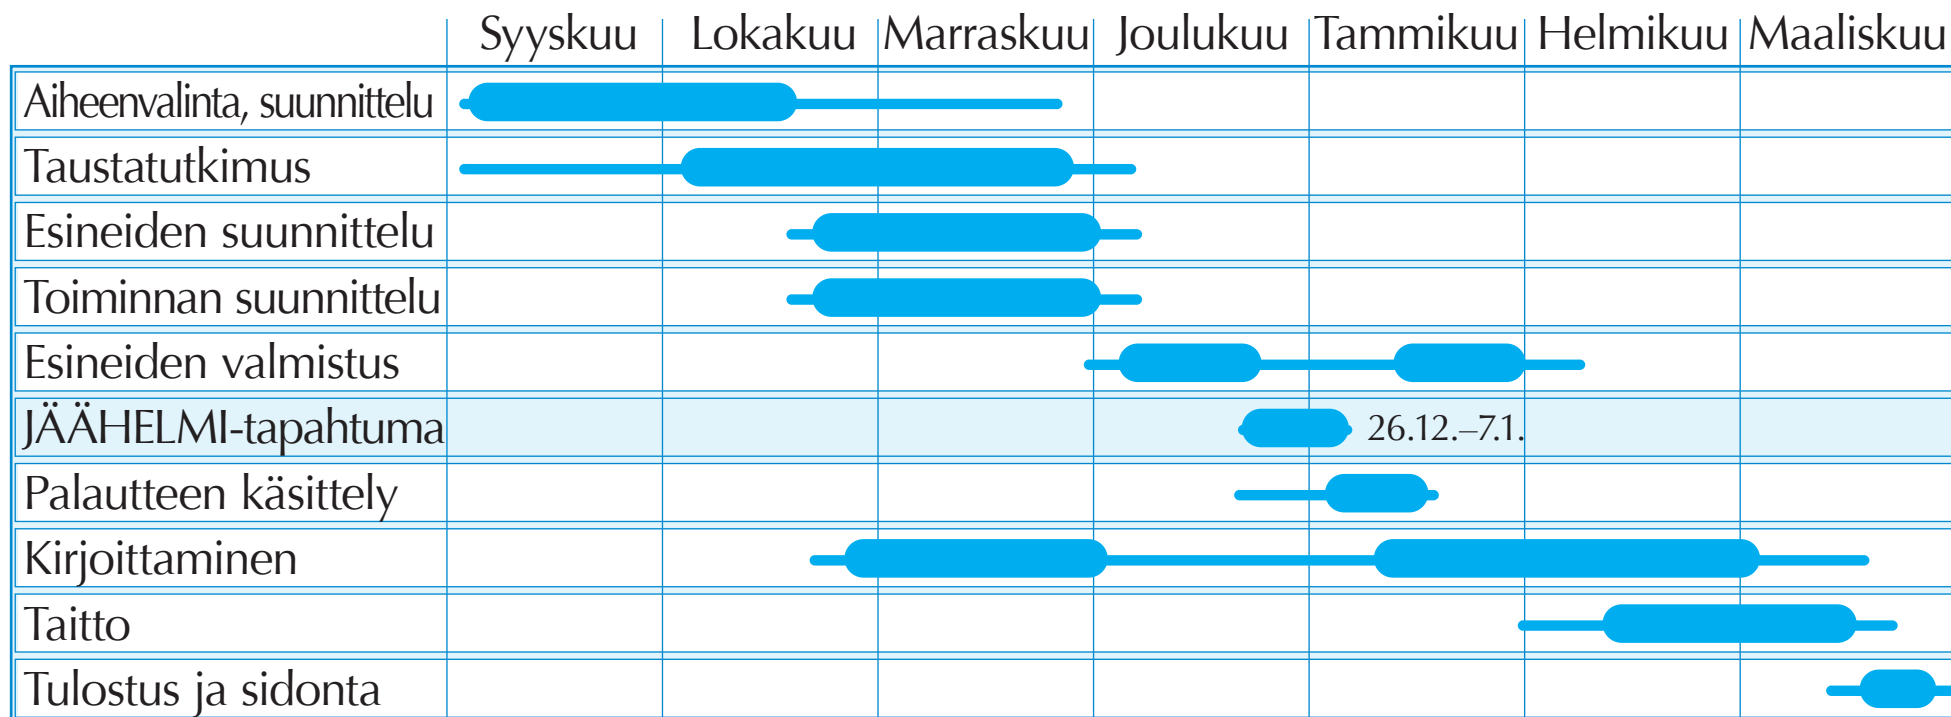 Syyskuu Lokakuu Marraskuu Joulukuu Tammikuu Helmikuu Maaliskuu
Aiheenvalinta, suunnittelu
Taustatutkimus
Esineiden suunnittelu
Toiminnan suunnittelu
Esineiden valmistus
JÄÄHELMI-tapahtuma 26.12.–7.1.
Palautteen käsittely
Kirjoittaminen
Taitto
Tulostus ja sidonta